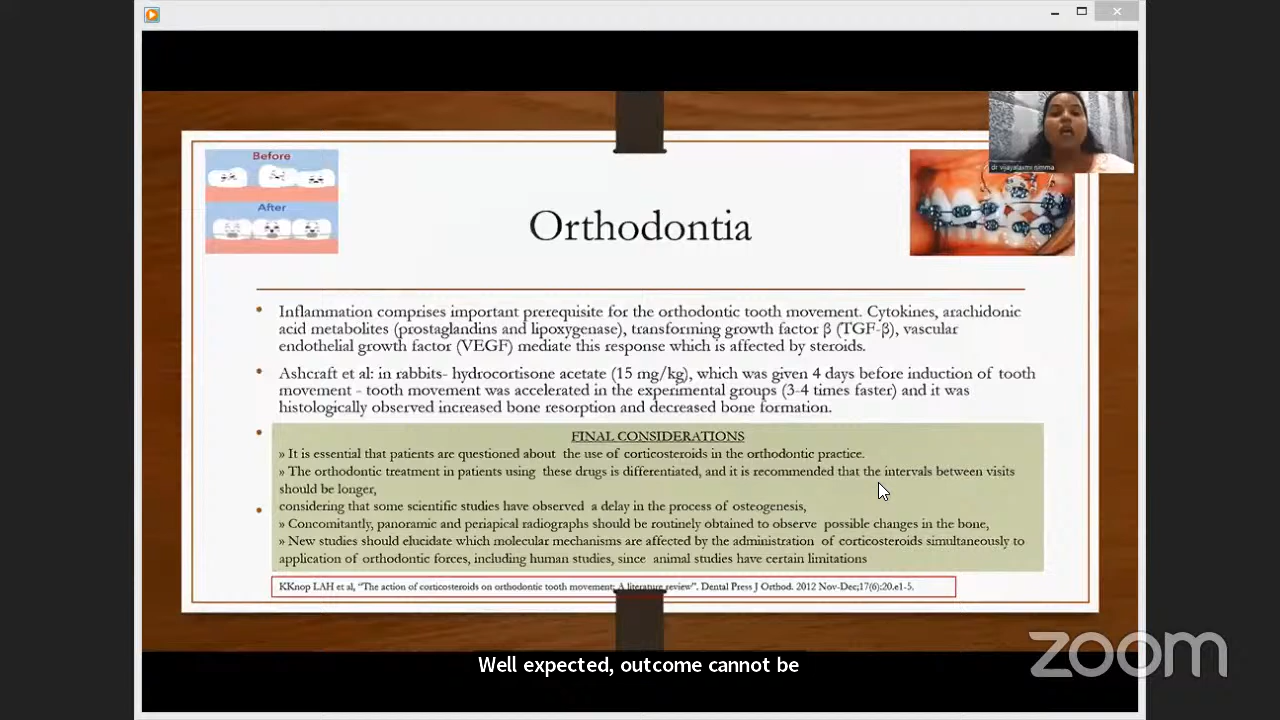 dr vijayalaxmi nimma
Before
After
Orthodontia
• Inflammation comprises important prerequisite for the orthodontic tooth movement. Cytokines, arachidonic
acid metabolites (prostaglandins and lipoxygenase), transforming growth factor β (TGF-β), vascular
endothelial growth factor (VEGF) mediate this response which is affected by steroids.
• Ashcraft et al: in rabbits- hydrocortisone acetate (15 mg/kg), which was given 4 days before induction of tooth
movement - tooth movement was accelerated in the experimental groups (3-4 times faster) and it was
histologically observed increased bone resorption and decreased bone formation.
FINAL CONSIDERATIONS
» It is essential that patients are questioned about the use of corticosteroids in the orthodontic practice.
» The orthodontic treatment in patients using these drugs is differentiated, and it is recommended that the intervals between visits
should be longer,
considering that some scientific studies have observed a delay in the process of osteogenesis,
» Concomitantly, panoramic and periapical radiographs should be routinely obtained to observe possible changes in the bone,
» New studies should elucidate which molecular mechanisms are affected by the administration of corticosteroids simultaneously to
application of orthodontic forces, including human studies, since animal studies have certain limitations
KKnop LAH et al, “The action of corticosteroids on orthodontic tooth movement: A literature review”. Dental Press J Orthod. 2012 Nov-Dec;17(6):20.e1-5.
zoom
Well expected, outcome cannot be